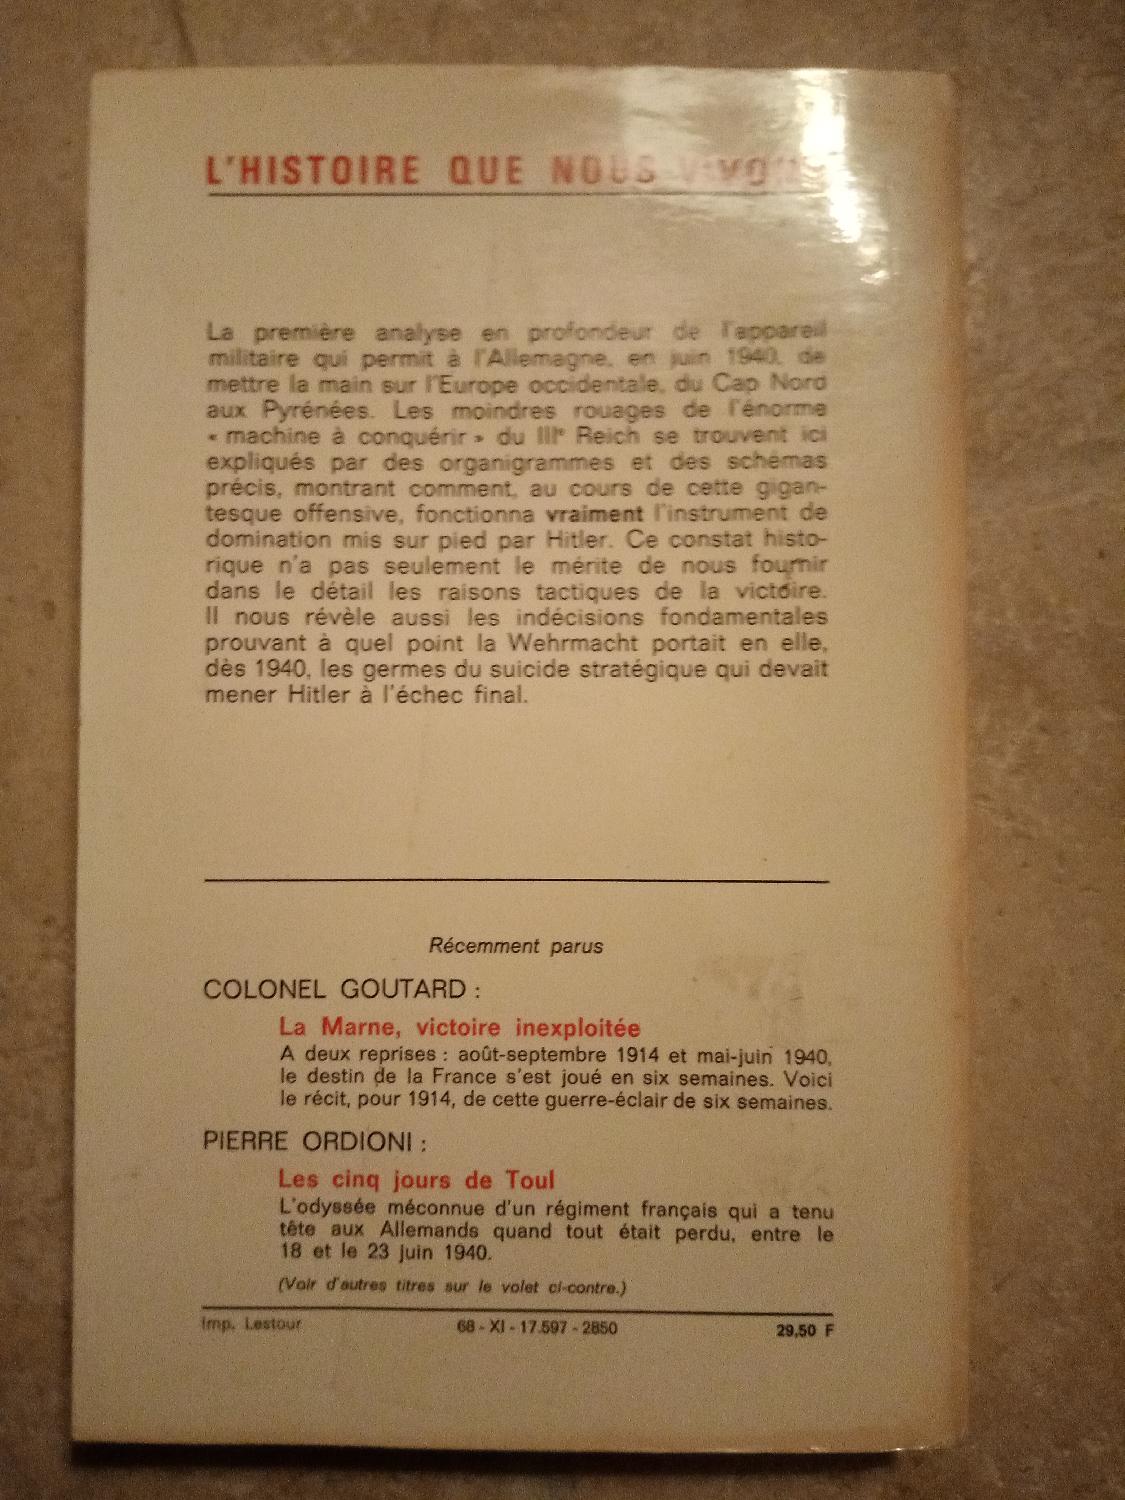 L'HISTOIRE QUE NOUS VIVONS
La première analyse en profondeur de l'appareil
militaire qui permit à l'Allemagne, en juin 1940, de
mettre la main sur l'Europe occidentale, du Cap Nord
aux Pyrénées. Les moindres rouages de l'énorme
« machine à conquérir » du IIIe Reich se trouvent ici
expliqués par des organigrammes et des schémas
précis, montrant comment, au cours de cette gigan-
tesque offensive, fonctionna vraiment l'instrument de
domination mis sur pied par Hitler. Ce constat histo-
rique n'a pas seulement le mérite de nous fournir
dans le détail les raisons tactiques de la victoire.
Il nous révèle aussi les indécisions fondamentales
prouvant à quel point la Wehrmacht portait en elle,
dès 1940, les germes du suicide stratégique qui devait
mener Hitler à l'échec final.
Récemment parus
COLONEL GOUTARD :
La Marne, victoire inexploitée
A deux reprises : août-septembre 1914 et mai-juin 1940,
le destin de la France s'est joué en six semaines. Voici
le récit, pour 1914, de cette guerre-éclair de six semaines.
PIERRE ORDIONI :
Les cinq jours de Toul
L'odyssée méconnue d'un régiment français qui a tenu
tête aux Allemands quand tout était perdu, entre le
18 et le 23 juin 1940.
(Voir d'autres titres sur le volet ci-contre.)
Imp. Lestour 68 - XI - 17.597 - 2850 29,50 F